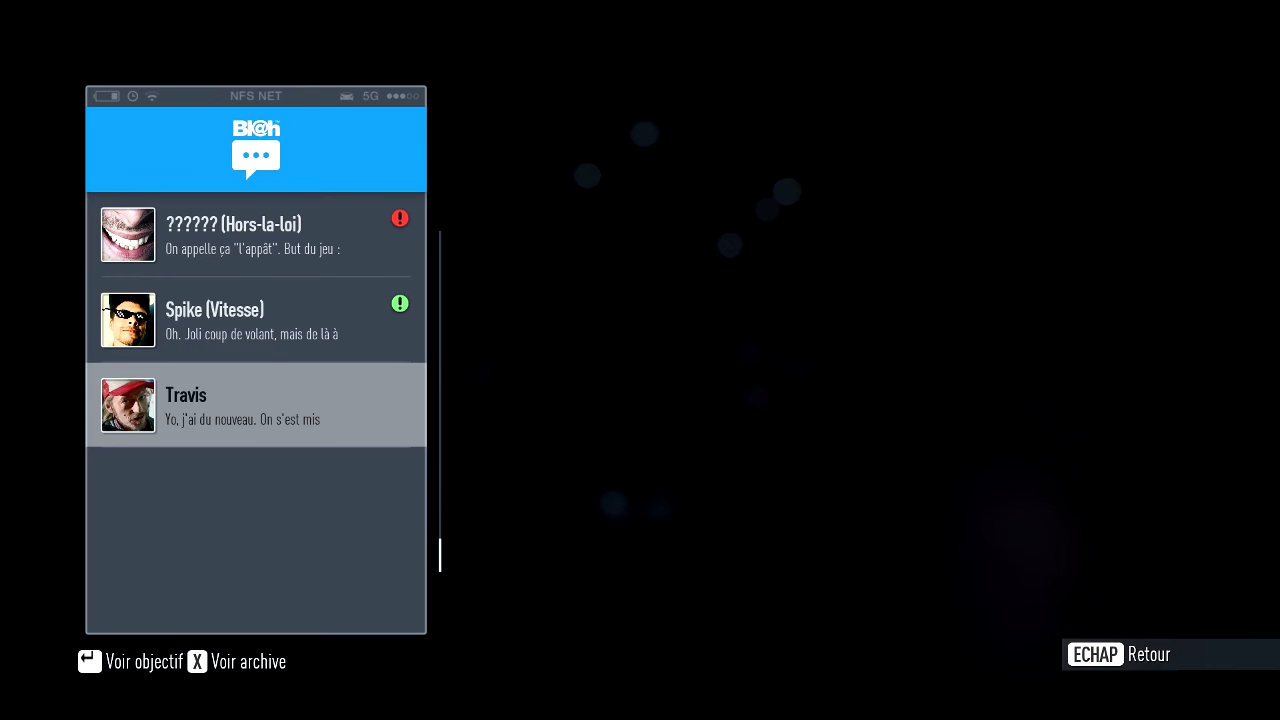 NFS NET 5G
Bl@h
?????? (Hors-la-loi)
On appelle ça "l'appât". But du jeu :
Spike (Vitesse)
Oh. Joli coup de volant, mais de là à
Travis
Yo, j'ai du nouveau. On s'est mis
Voir objectif X Voir archive
ECHAP Retour